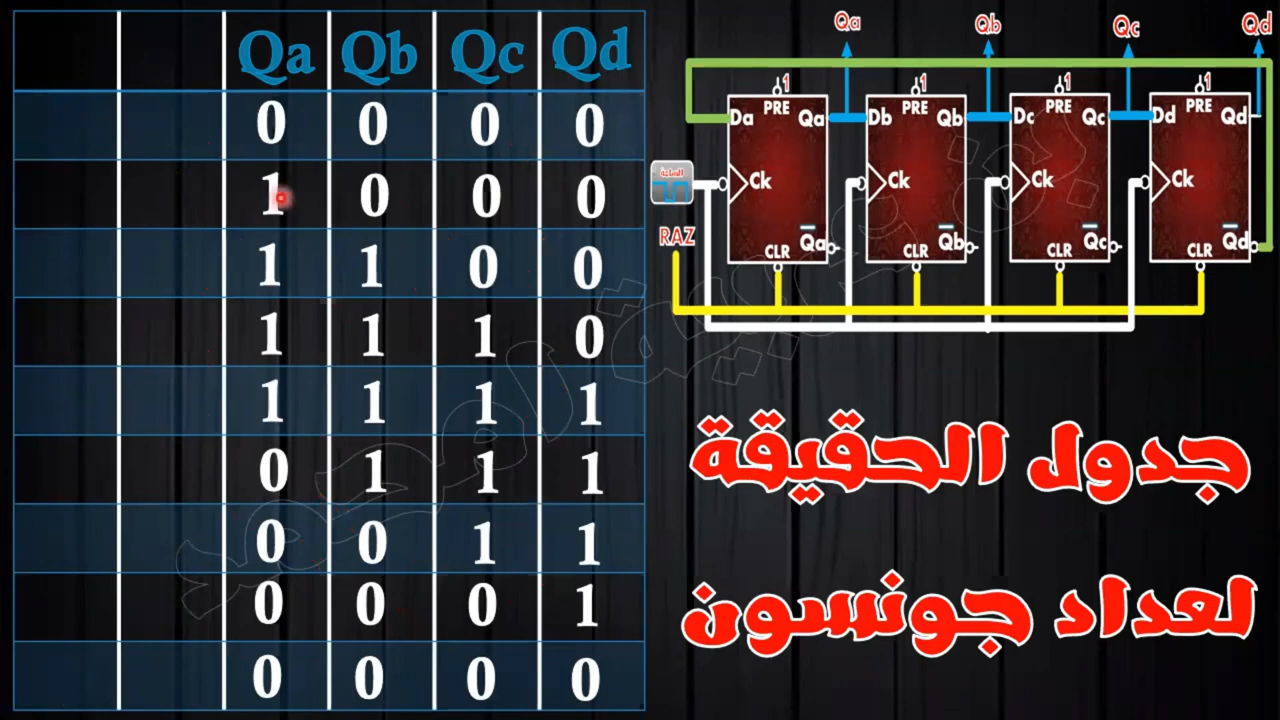 Qa Qb Qc Qd
0 0 0 0
1 0 0 0
1 1 0 0
1 1 1 0
1 1 1 1
0 1 1 1
0 0 1 1
0 0 0 1
0 0 0 0
Qa Qb Qc Qd
1 1 1 1
PRE PRE PRE PRE
Da Qa Db Qb Dc Qc Dd Qd
الساعة
Ck Ck Ck Ck
RAZ
Q̅a Q̅b Q̅c Q̅d
CLR CLR CLR CLR
جدول الحقيقة
لعداد جونسون